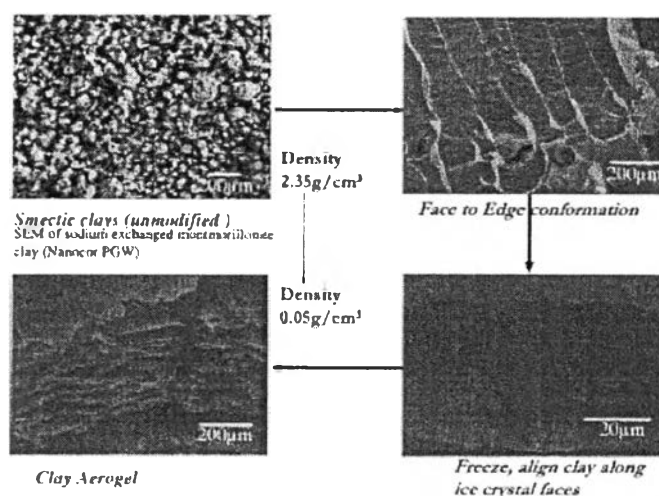 200μm
Density
2.35g/cm³
Smectic clays (unmodified )
SEM of sodium exchanged montmorillonite
clay (Nanocor PGW)
Face to Edge conformation
Density
0.05g/cm³
200μm
20μm
Clay Aerogel
Freeze, align clay along
ice crystal faces